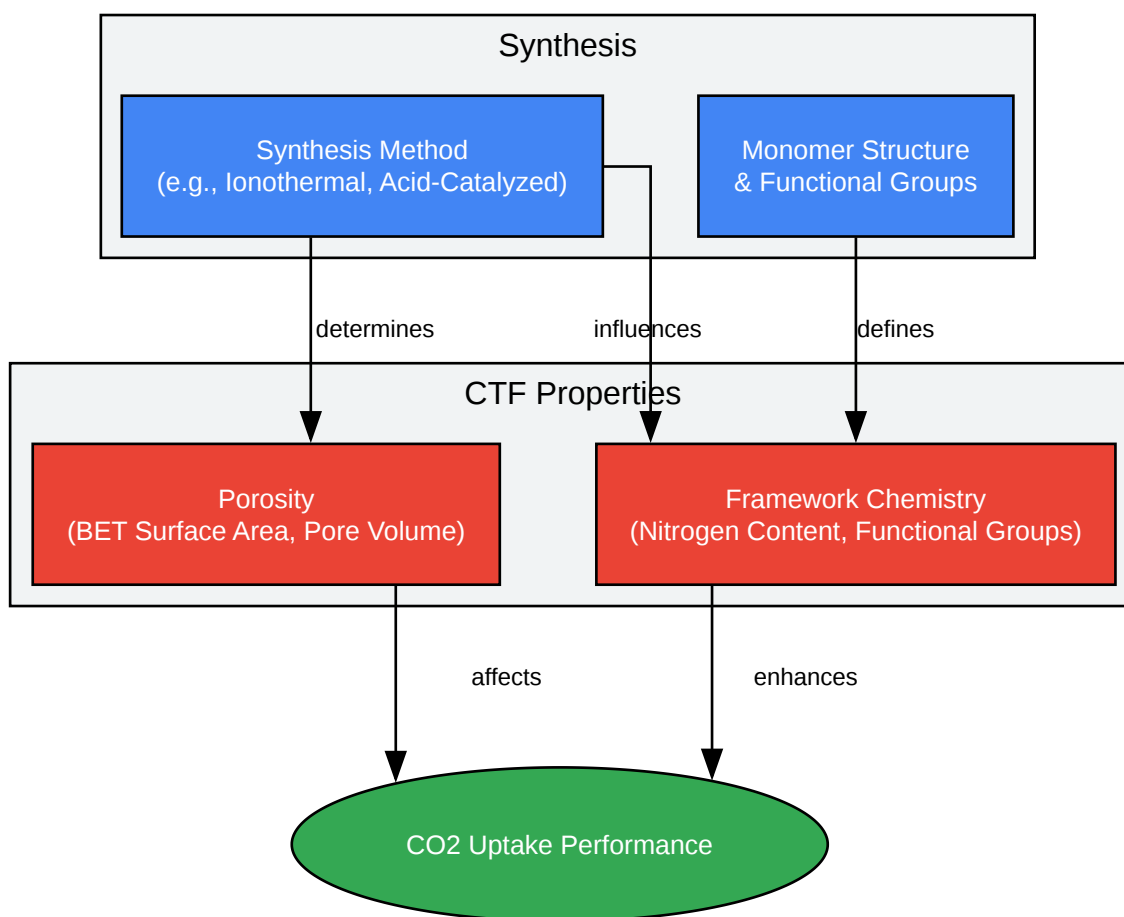 Synthesis
Synthesis Method
(e.g., Ionothermal, Acid-Catalyzed)
Monomer Structure
& Functional Groups
determines
influences
defines
CTF Properties
Porosity
(BET Surface Area, Pore Volume)
Framework Chemistry
(Nitrogen Content, Functional Groups)
affects
enhances
CO2 Uptake Performance